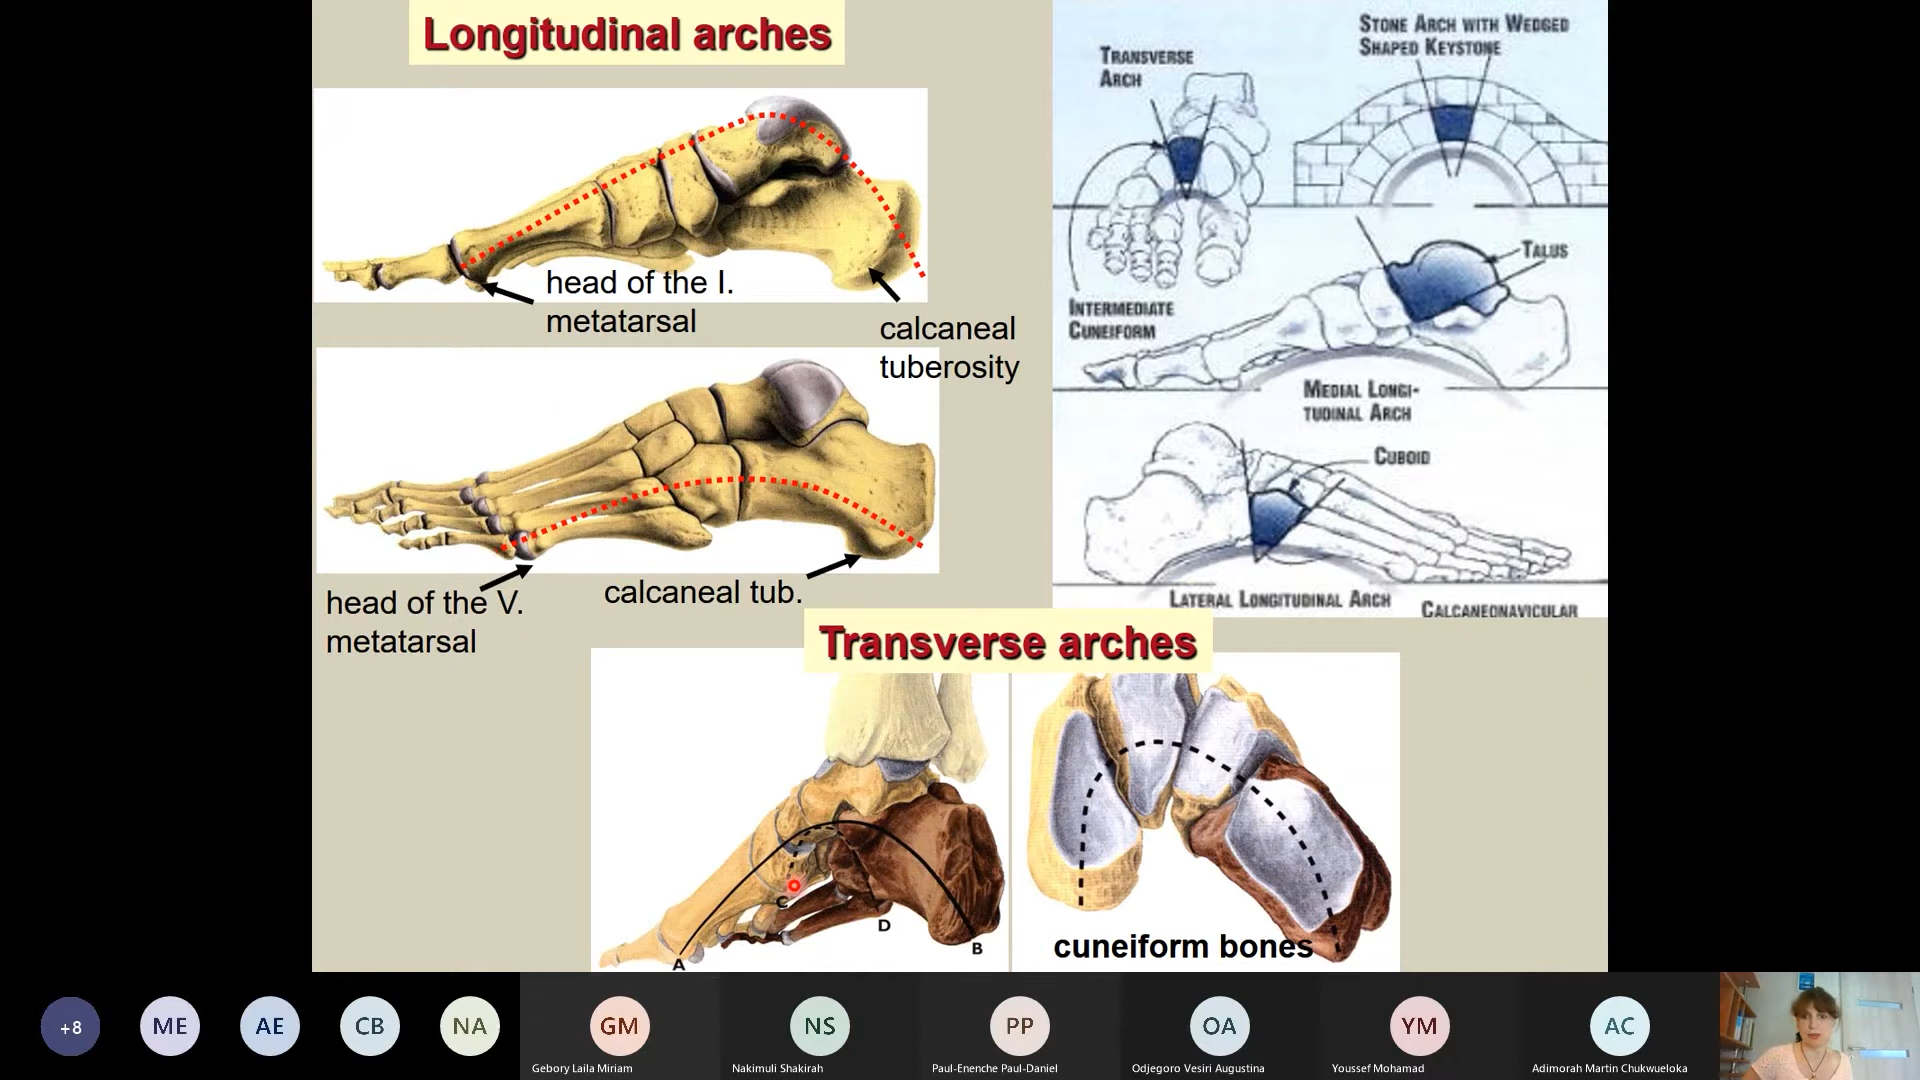 Longitudinal arches
head of the I.
metatarsal
calcaneal
tuberosity
head of the V.
metatarsal
calcaneal tub.
TRANSVERSE
ARCH
STONE ARCH WITH WEDGED
SHAPED KEYSTONE
TALUS
INTERMEDIATE
CUNEIFORM
MEDIAL LONGI-
TUDINAL ARCH
CUBOID
LATERAL LONGITUDINAL ARCH
CALCANEONAVICULAR
Transverse arches
C
D
A
B
cuneiform bones
+8
ME
AE
CB
NA
GM
NS
PP
OA
YM
AC
Gebory Laila Miriam
Nakimuli Shakirah
Paul-Enenche Paul-Daniel
Odjegoro Vesiri Augustina
Youssef Mohamad
Adimorah Martin Chukwueloka